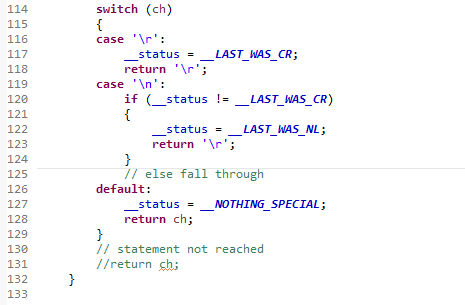 114 switch (ch)
115 {
116 case '\r':
117 __status = __LAST_WAS_CR;
118 return '\r';
119 case '\n':
120 if (__status != __LAST_WAS_CR)
121 {
122 __status = __LAST_WAS_NL;
123 return '\r';
124 }
125 // else fall through
126 default:
127 __status = __NOTHING_SPECIAL;
128 return ch;
129 }
130 // statement not reached
131 //return ch;
132 }
133